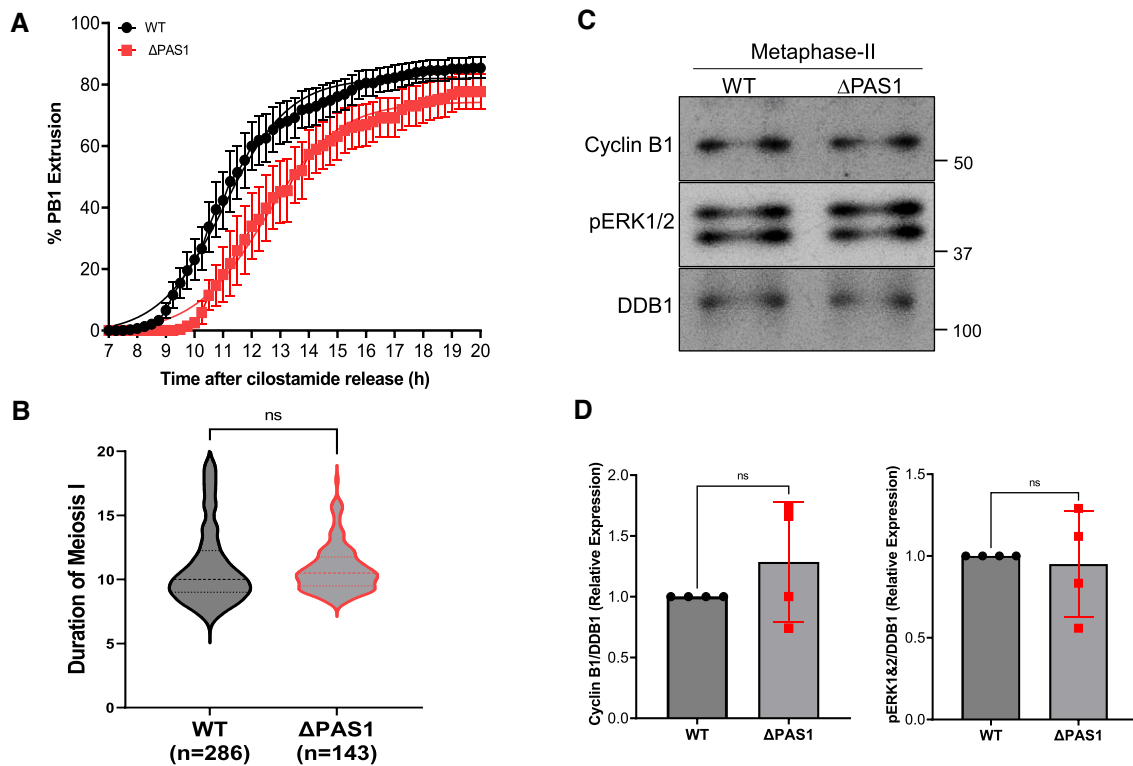 A
WT
ΔPAS1
% PB1 Extrusion
100
80
60
40
20
0
7 8 9 10 11 12 13 14 15 16 17 18 19 20
Time after cilostamide release (h)
B
ns
Duration of Meiosis I
20
15
10
5
0
WT
(n=286)
ΔPAS1
(n=143)
C
Metaphase-II
WT ΔPAS1
Cyclin B1
50
pERK1/2
37
DDB1
100
D
ns
Cyclin B1/DDB1 (Relative Expression)
2.0
1.5
1.0
0.5
0.0
WT ΔPAS1
ns
pERK1&2/DDB1 (Relative Expression)
1.5
1.0
0.5
0.0
WT ΔPAS1